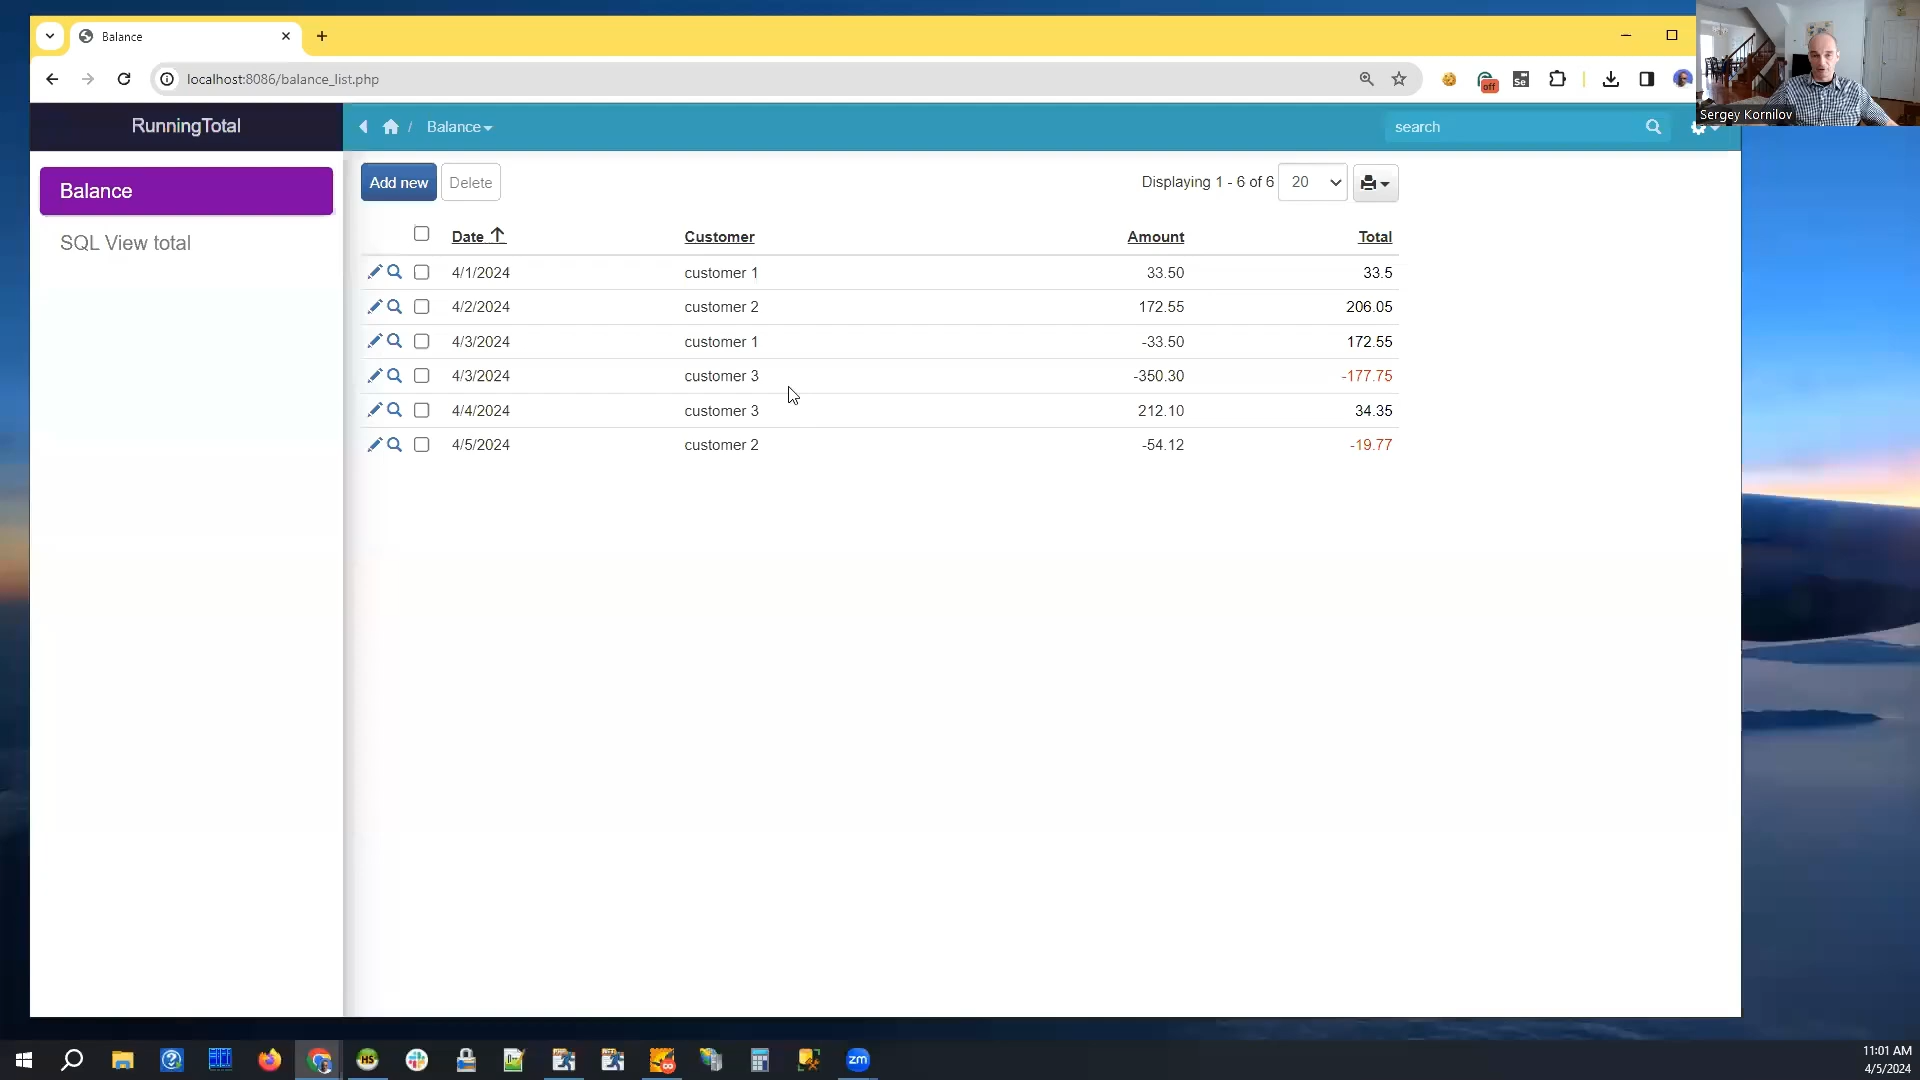 Balance
localhost:8086/balance_list.php
off
Se
Sergey Kornilov
RunningTotal
/ Balance
search
Balance
SQL View total
Add new
Delete
Displaying 1 - 6 of 6
20
Date Customer Amount Total
4/1/2024 customer 1 33.50 33.5
4/2/2024 customer 2 172.55 206.05
4/3/2024 customer 1 -33.50 172.55
4/3/2024 customer 3 -350.30 -177.75
4/4/2024 customer 3 212.10 34.35
4/5/2024 customer 2 -54.12 -19.77
HS
zm
11:01 AM
4/5/2024